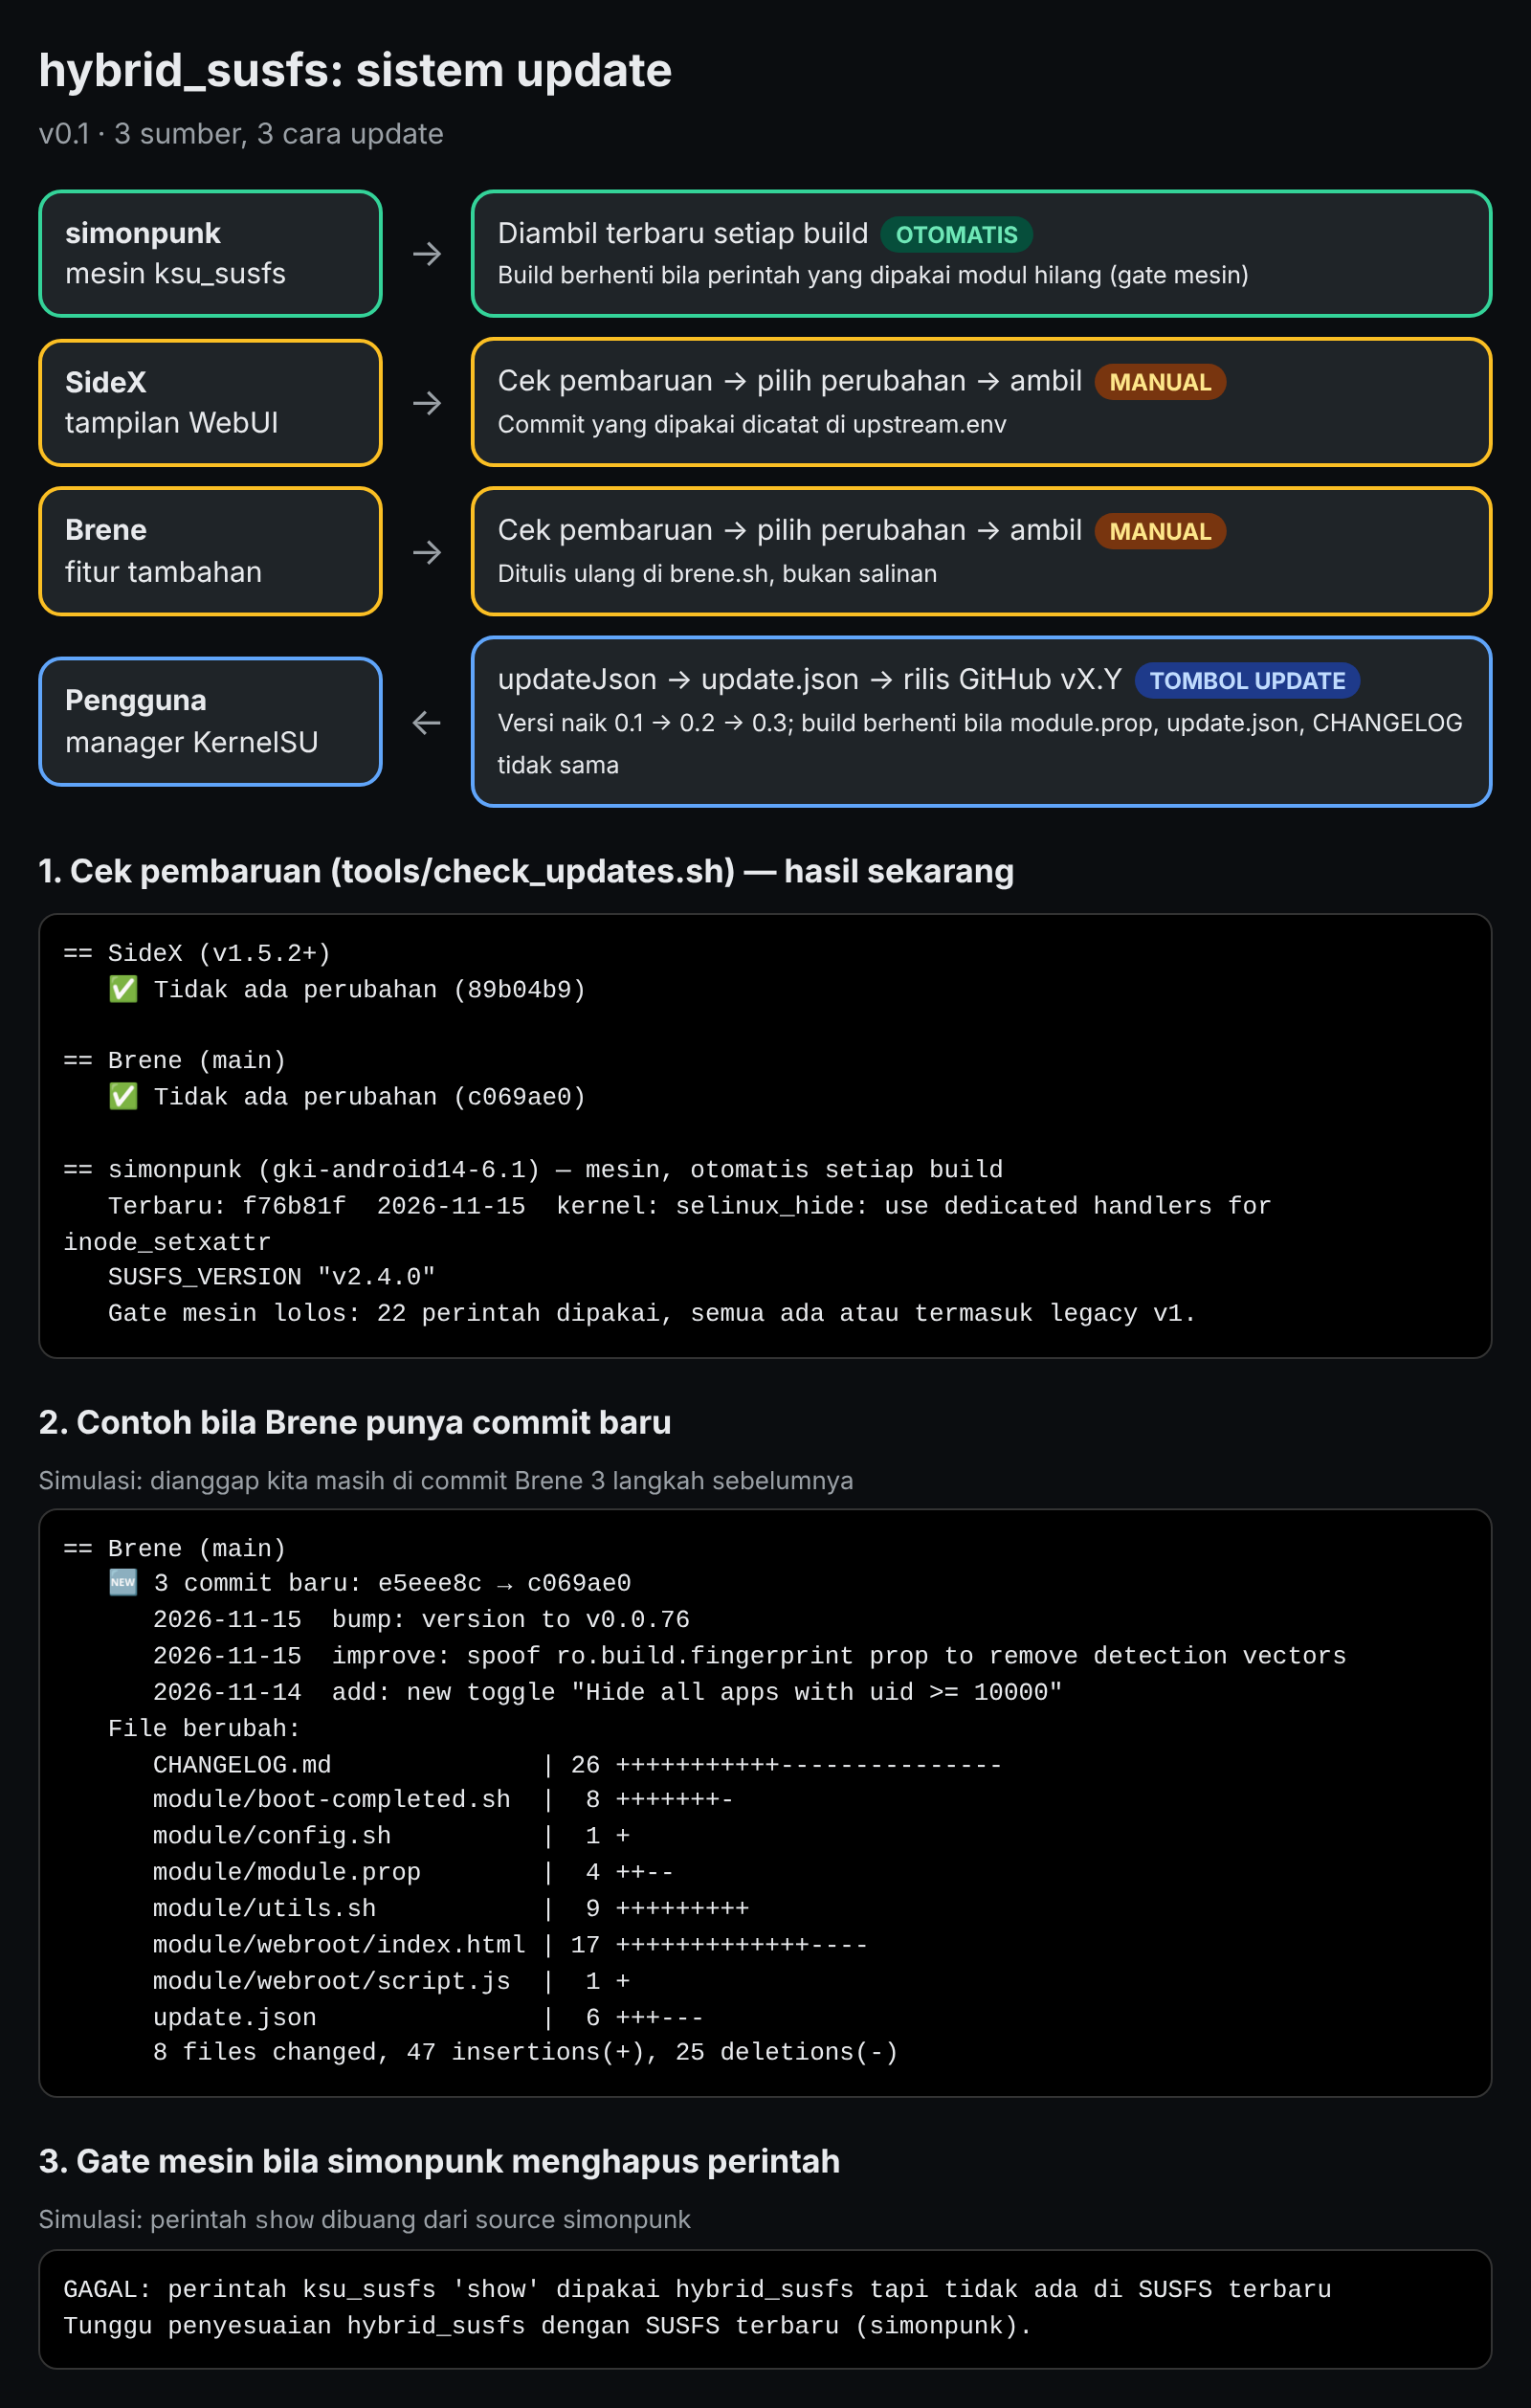 hybrid_susfs: sistem update
v0.1 · 3 sumber, 3 cara update
simonpunk
mesin ksu_susfs
→
Diambil terbaru setiap build OTOMATIS
Build berhenti bila perintah yang dipakai modul hilang (gate mesin)
SideX
tampilan WebUI
→
Cek pembaruan → pilih perubahan → ambil MANUAL
Commit yang dipakai dicatat di upstream.env
Brene
fitur tambahan
→
Cek pembaruan → pilih perubahan → ambil MANUAL
Ditulis ulang di brene.sh, bukan salinan
Pengguna
manager KernelSU
←
updateJson → update.json → rilis GitHub vX.Y TOMBOL UPDATE
Versi naik 0.1 → 0.2 → 0.3; build berhenti bila module.prop, update.json, CHANGELOG
tidak sama
1. Cek pembaruan (tools/check_updates.sh) — hasil sekarang
== SideX (v1.5.2+)
   ✅ Tidak ada perubahan (89b04b9)
== Brene (main)
   ✅ Tidak ada perubahan (c069ae0)
== simonpunk (gki-android14-6.1) — mesin, otomatis setiap build
   Terbaru: f76b81f  2026-11-15  kernel: selinux_hide: use dedicated handlers for
inode_setxattr
   SUSFS_VERSION "v2.4.0"
   Gate mesin lolos: 22 perintah dipakai, semua ada atau termasuk legacy v1.
2. Contoh bila Brene punya commit baru
Simulasi: dianggap kita masih di commit Brene 3 langkah sebelumnya
== Brene (main)
   🆕 3 commit baru: e5eee8c → c069ae0
      2026-11-15  bump: version to v0.0.76
      2026-11-15  improve: spoof ro.build.fingerprint prop to remove detection vectors
      2026-11-14  add: new toggle "Hide all apps with uid >= 10000"
   File berubah:
      CHANGELOG.md              | 26 +++++++++++---------------
      module/boot-completed.sh  |  8 +++++++-
      module/config.sh          |  1 +
      module/module.prop        |  4 ++--
      module/utils.sh           |  9 +++++++++
      module/webroot/index.html | 17 +++++++++++++----
      module/webroot/script.js  |  1 +
      update.json               |  6 +++---
      8 files changed, 47 insertions(+), 25 deletions(-)
3. Gate mesin bila simonpunk menghapus perintah
Simulasi: perintah show dibuang dari source simonpunk
GAGAL: perintah ksu_susfs 'show' dipakai hybrid_susfs tapi tidak ada di SUSFS terbaru
Tunggu penyesuaian hybrid_susfs dengan SUSFS terbaru (simonpunk).